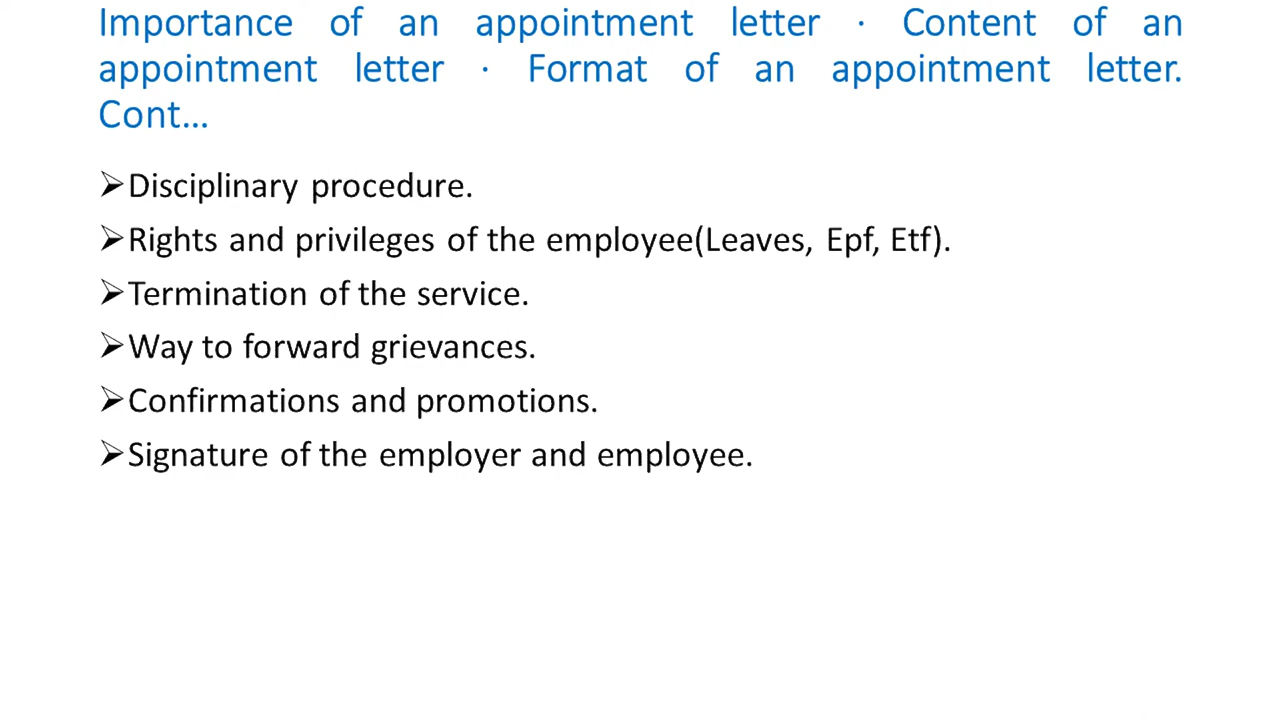 Importance of an appointment letter · Content of an
appointment letter · Format of an appointment letter.
Cont...
➢Disciplinary procedure.
➢Rights and privileges of the employee(Leaves, Epf, Etf).
➢Termination of the service.
➢Way to forward grievances.
➢Confirmations and promotions.
➢Signature of the employer and employee.